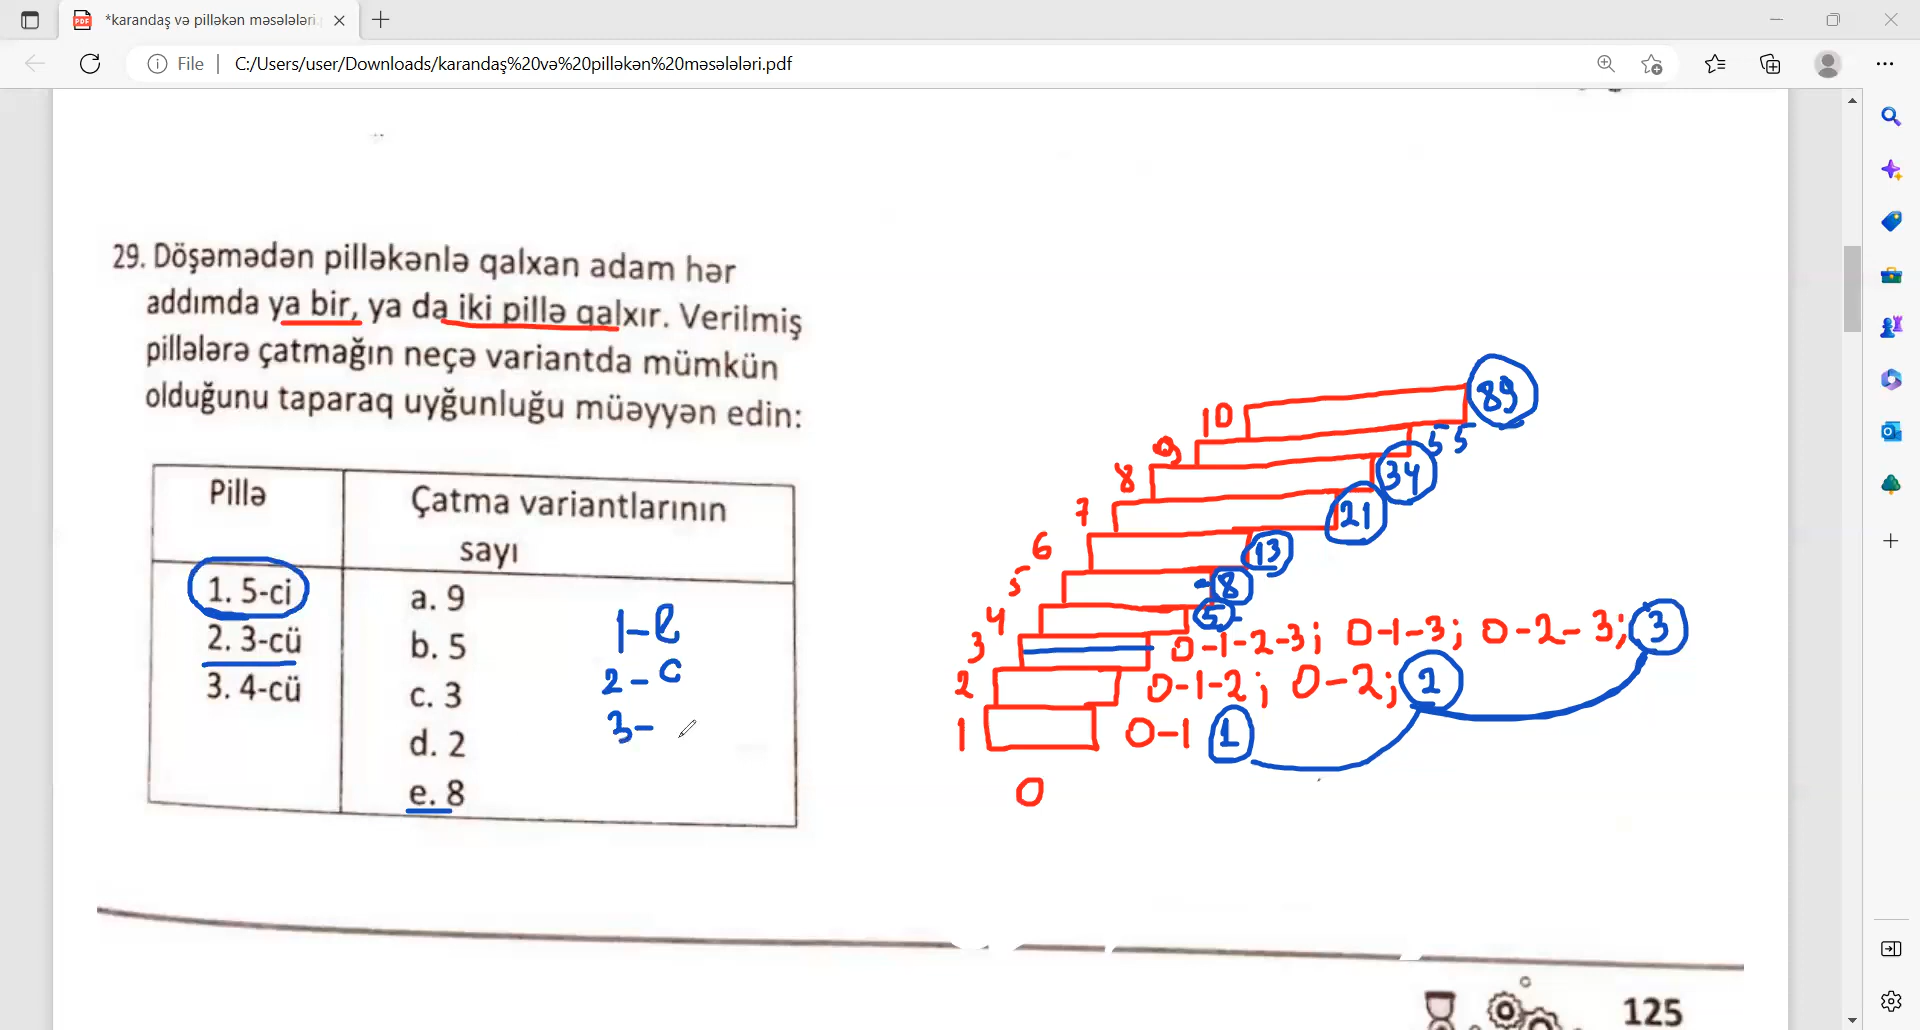 *karandaş və pilləkən məsələləri.
File | C:/Users/user/Downloads/karandaş%20və%20pilləkən%20məsələləri.pdf
29. Döşəmədən pilləkənlə qalxan adam hər
addımda ya bir, ya da iki pillə qalxır. Verilmiş
pillələrə çatmağın neçə variantda mümkün
olduğunu taparaq uyğunluğu müəyyən edin:
Pillə
Çatma variantlarının
sayı
1. 5-ci
2. 3-cü
3. 4-cü
a. 9
b. 5
c. 3
d. 2
e. 8
1-e
2-c
3-
10 89
9 55
8 34
7 21
6 13
5 8
4 5
3 0-1-2-3; 0-1-3; 0-2-3; 3
2 0-1-2; 0-2; 2
1 0-1 1
0
125